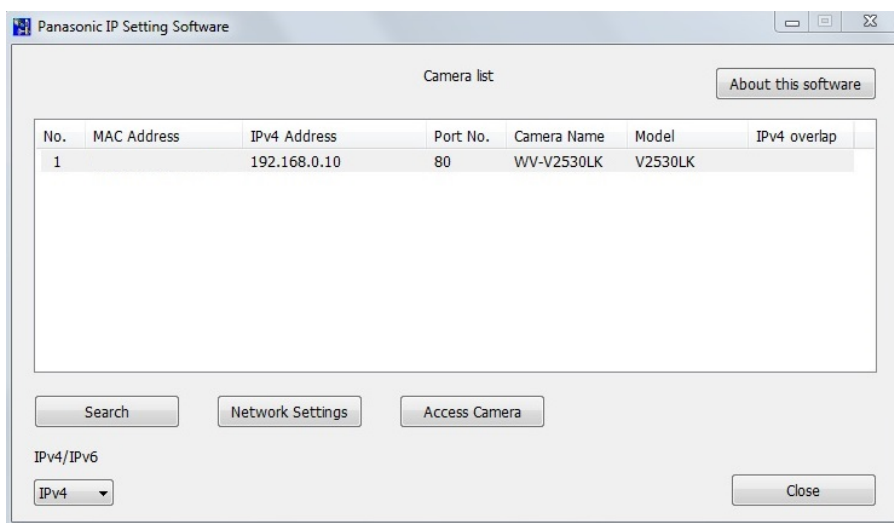 Panasonic IP Setting Software
Camera list
About this software
No. MAC Address IPv4 Address Port No. Camera Name Model IPv4 overlap
1 192.168.0.10 80 WV-V2530LK V2530LK
Search Network Settings Access Camera
IPv4/IPv6
IPv4 Close